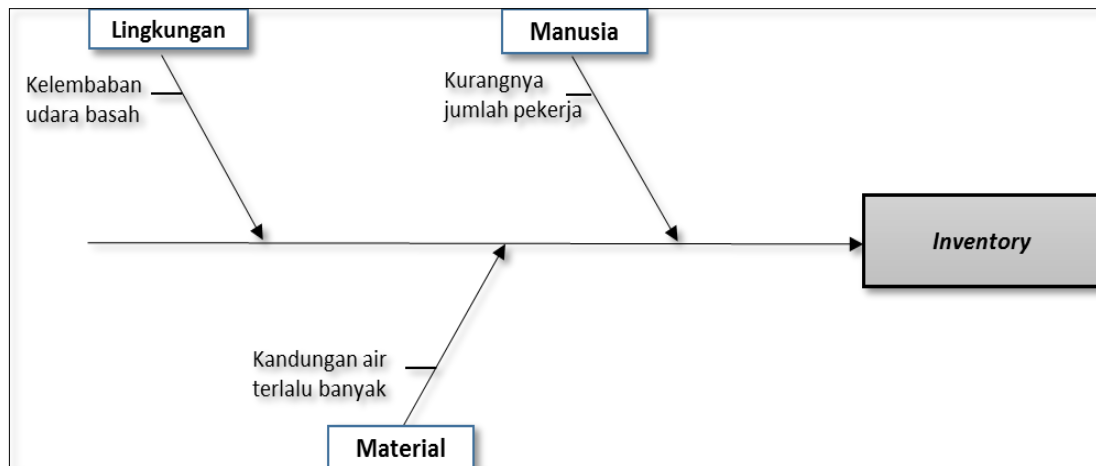 Lingkungan
Manusia
Kelembaban
udara basah
Kurangnya
jumlah pekerja
Inventory
Kandungan air
terlalu banyak
Material